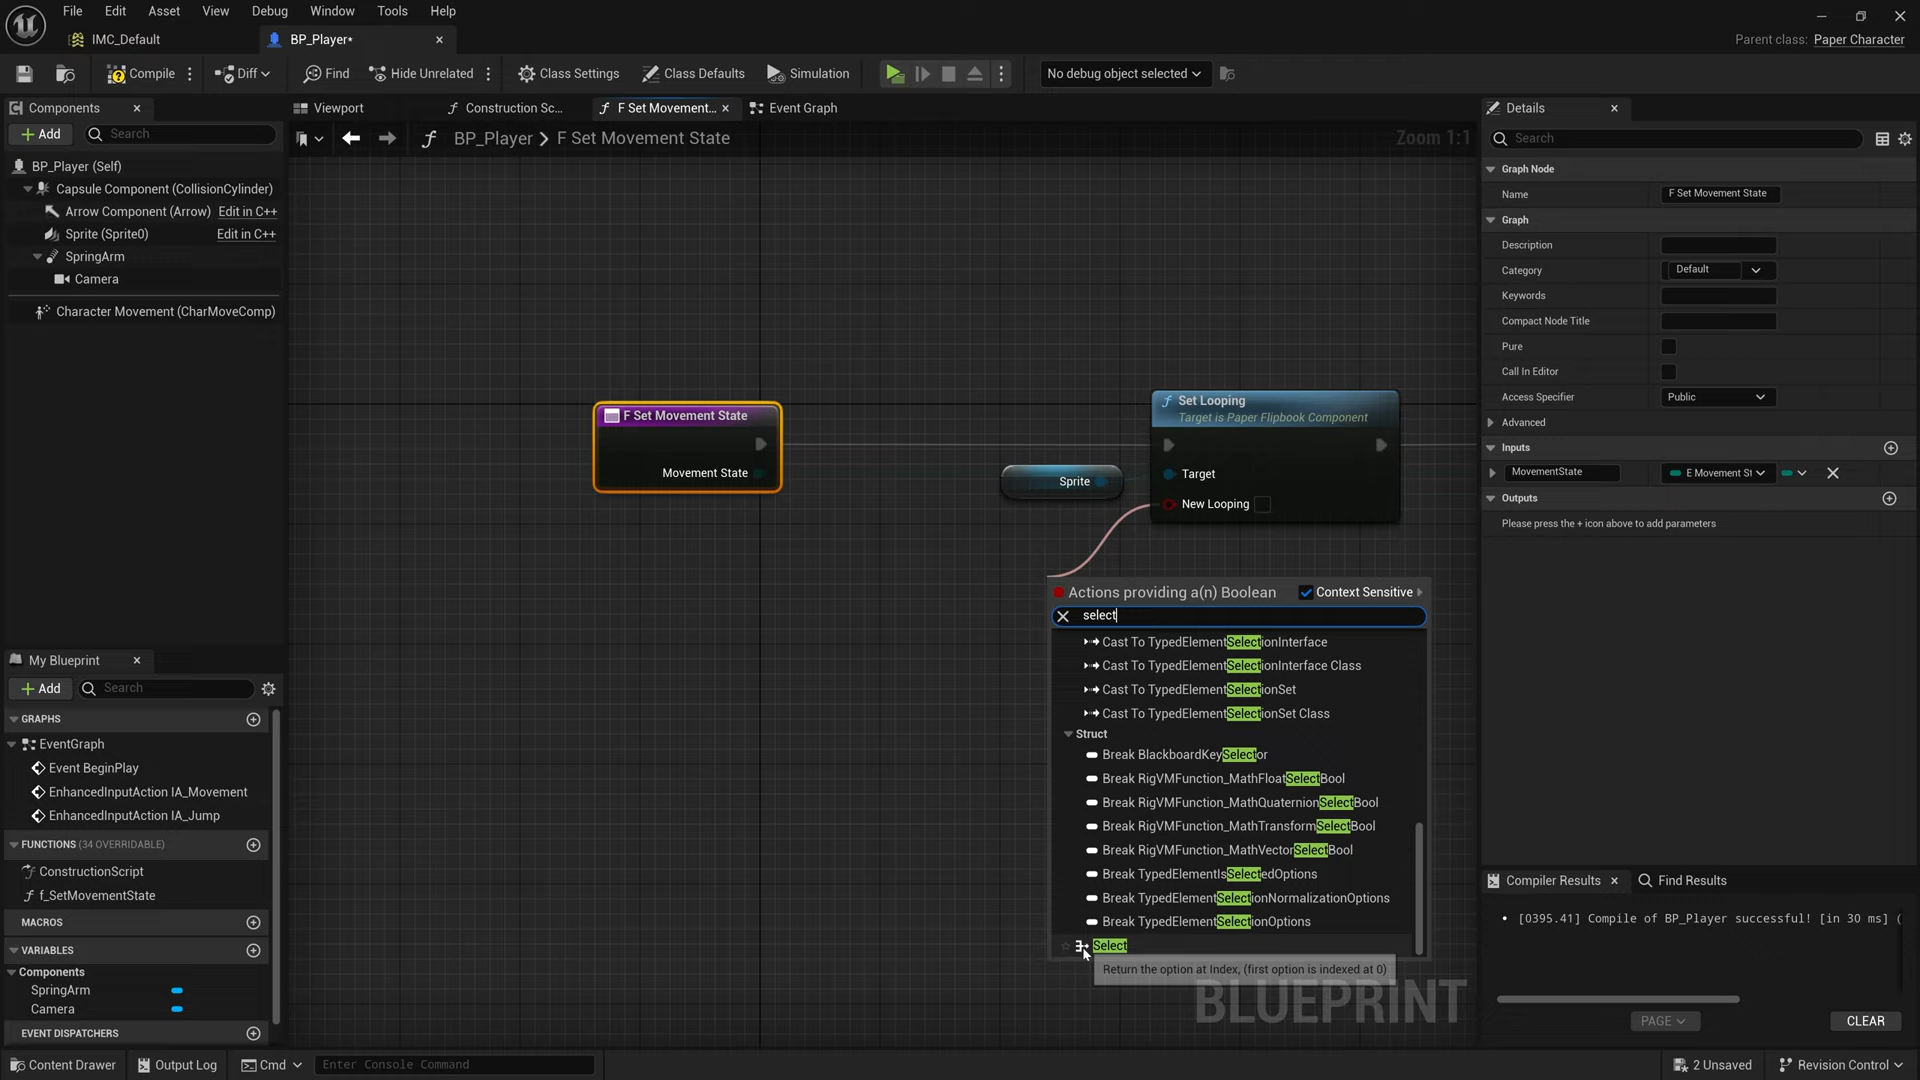 File Edit Asset View Debug Window Tools Help
IMC_Default
BP_Player*
Parent class: Paper Character
Compile
Diff
Find
Hide Unrelated
Class Settings
Class Defaults
Simulation
No debug object selected
Components
Viewport
Construction Sc...
F Set Movement...
Event Graph
Details
Add
Search
BP_Player > F Set Movement State
Zoom 1:1
Search
BP_Player (Self)
Capsule Component (CollisionCylinder)
Arrow Component (Arrow) Edit in C++
Sprite (Sprite0) Edit in C++
SpringArm
Camera
Character Movement (CharMoveComp)
Graph Node
Name F Set Movement State
Graph
Description
Category Default
Keywords
Compact Node Title
Pure
Call In Editor
Access Specifier Public
Advanced
Inputs
MovementState E Movement St
Outputs
Please press the + icon above to add parameters
F Set Movement State
Movement State
Sprite
Set Looping
Target is Paper Flipbook Component
Target
New Looping
Actions providing a(n) Boolean
Context Sensitive
select
Cast To TypedElementSelectionInterface
Cast To TypedElementSelectionInterface Class
Cast To TypedElementSelectionSet
Cast To TypedElementSelectionSet Class
Struct
Break BlackboardKeySelector
Break RigVMFunction_MathFloatSelectBool
Break RigVMFunction_MathQuaternionSelectBool
Break RigVMFunction_MathTransformSelectBool
Break RigVMFunction_MathVectorSelectBool
Break TypedElementIsSelectedOptions
Break TypedElementSelectionNormalizationOptions
Break TypedElementSelectionOptions
Select
Return the option at Index, (first option is indexed at 0)
BLUEPRINT
My Blueprint
Add
Search
GRAPHS
EventGraph
Event BeginPlay
EnhancedInputAction IA_Movement
EnhancedInputAction IA_Jump
FUNCTIONS (34 OVERRIDABLE)
ConstructionScript
f_SetMovementState
MACROS
VARIABLES
Components
SpringArm
Camera
EVENT DISPATCHERS
Compiler Results
Find Results
[0395.41] Compile of BP_Player successful! [in 30 ms] (
PAGE
CLEAR
Content Drawer
Output Log
Cmd
Enter Console Command
2 Unsaved
Revision Control